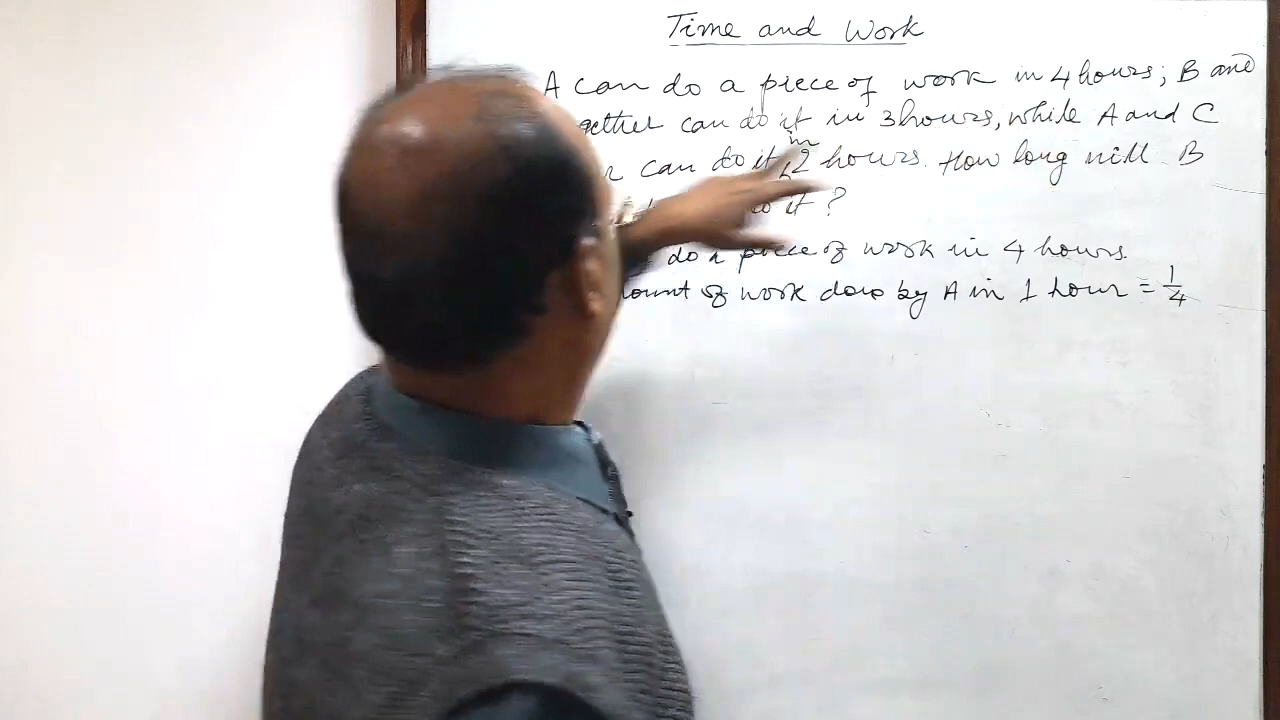 Time and Work
A can do a piece of work in 4 hours; B and
gether can do it in 3 hours, while A and C
r can do it in 2 hours. How long will B
it ?
do a piece of work in 4 hours.
ount of work done by A in 1 hour = 1/4